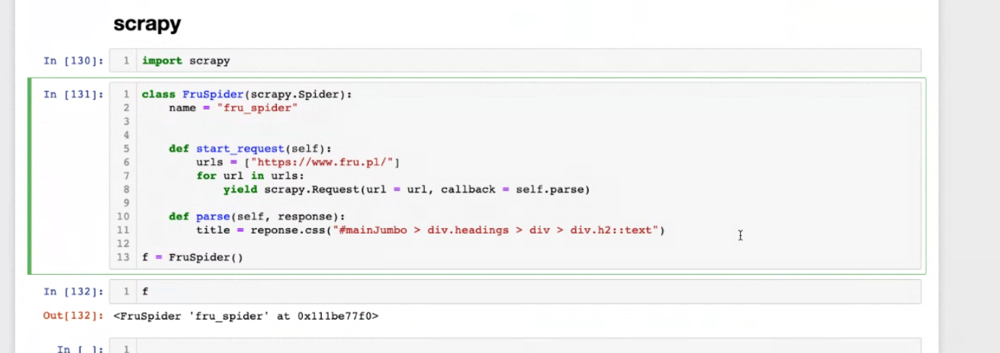 scrapy
In [130]: 1 import scrapy
In [131]: 1 class FruSpider(scrapy.Spider):
2     name = "fru_spider"
3
4
5     def start_request(self):
6         urls = ["https://www.fru.pl/"]
7         for url in urls:
8             yield scrapy.Request(url = url, callback = self.parse)
9
10     def parse(self, response):
11         title = reponse.css("#mainJumbo > div.headings > div > div.h2::text")
12
13 f = FruSpider()
In [132]: 1 f
Out[132]: <FruSpider 'fru_spider' at 0x111be77f0>
In [ ]: 1